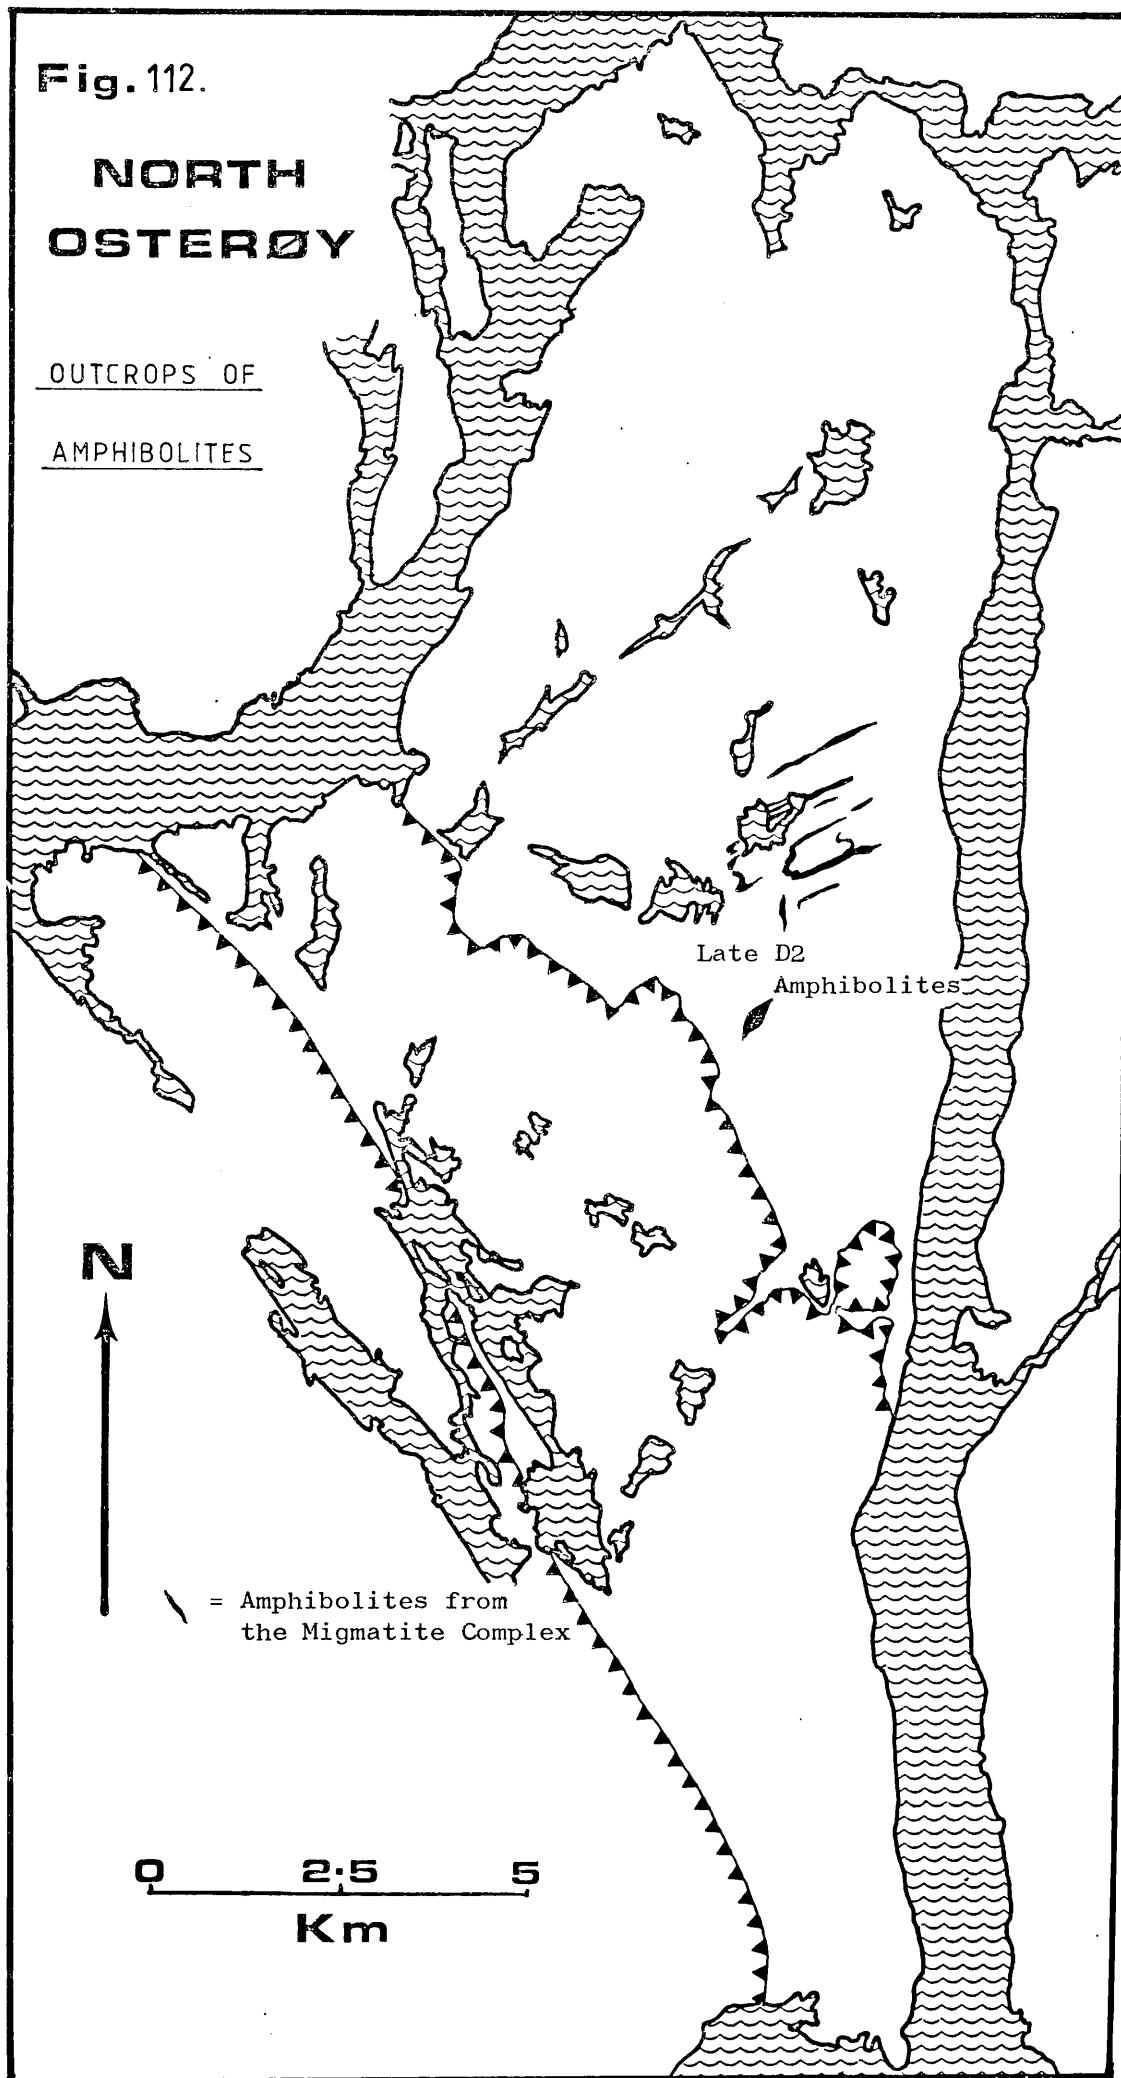 Fig. 112.
NORTH
OSTERØY
OUTCROPS OF
AMPHIBOLITES
Late D2
Amphibolites
N
= Amphibolites from
the Migmatite Complex
0 2·5 5
Km